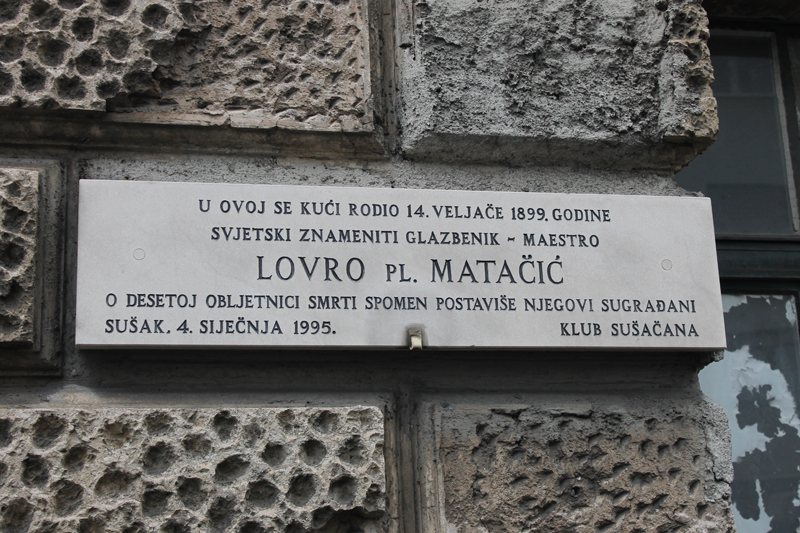 U OVOJ SE KUĆI RODIO 14. VELJAČE 1899. GODINE
SVJETSKI ZNAMENITI GLAZBENIK - MAESTRO
LOVRO PL. MATAČIĆ
O DESETOJ OBLJETNICI SMRTI SPOMEN POSTAVIŠE NJEGOVI SUGRAĐANI
SUŠAK, 4. SIJEČNJA 1995. KLUB SUŠAČANA